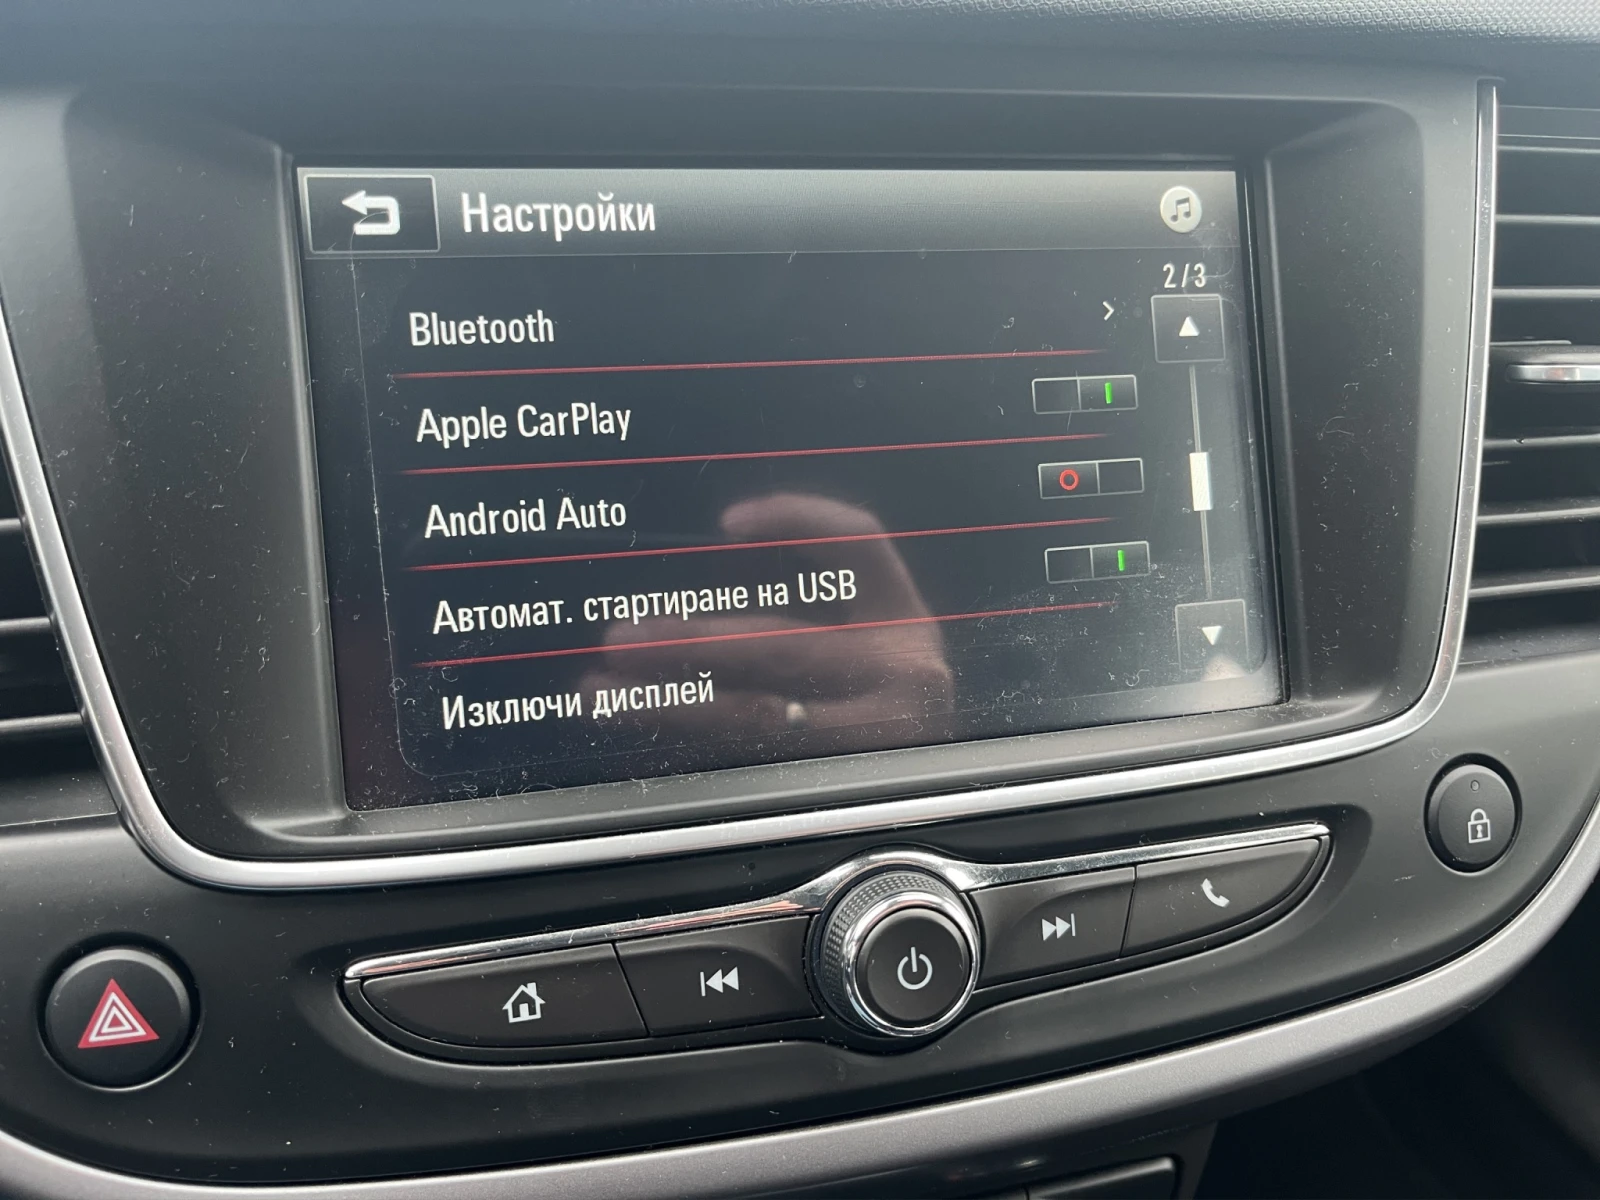 Настройки
2/3
Bluetooth
Apple CarPlay
Android Auto
Автомат. стартиране на USB
Изключи дисплей